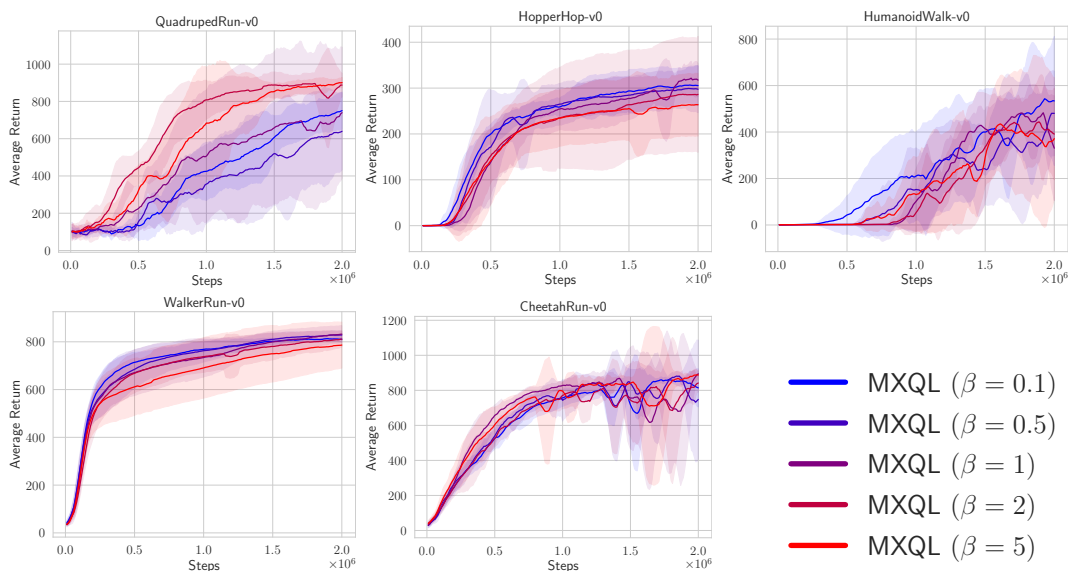 QuadrupedRun-v0
Average Return
1000
800
600
400
200
0
0.0 0.5 1.0 1.5 2.0
Steps
×10⁶
HopperHop-v0
Average Return
400
300
200
100
0
0.0 0.5 1.0 1.5 2.0
Steps
×10⁶
HumanoidWalk-v0
Average Return
800
600
400
200
0
0.0 0.5 1.0 1.5 2.0
Steps
×10⁶
WalkerRun-v0
Average Return
800
600
400
200
0
0.0 0.5 1.0 1.5 2.0
Steps
×10⁶
CheetahRun-v0
Average Return
1200
1000
800
600
400
200
0
0.0 0.5 1.0 1.5 2.0
Steps
×10⁶
MXQL (β = 0.1)
MXQL (β = 0.5)
MXQL (β = 1)
MXQL (β = 2)
MXQL (β = 5)